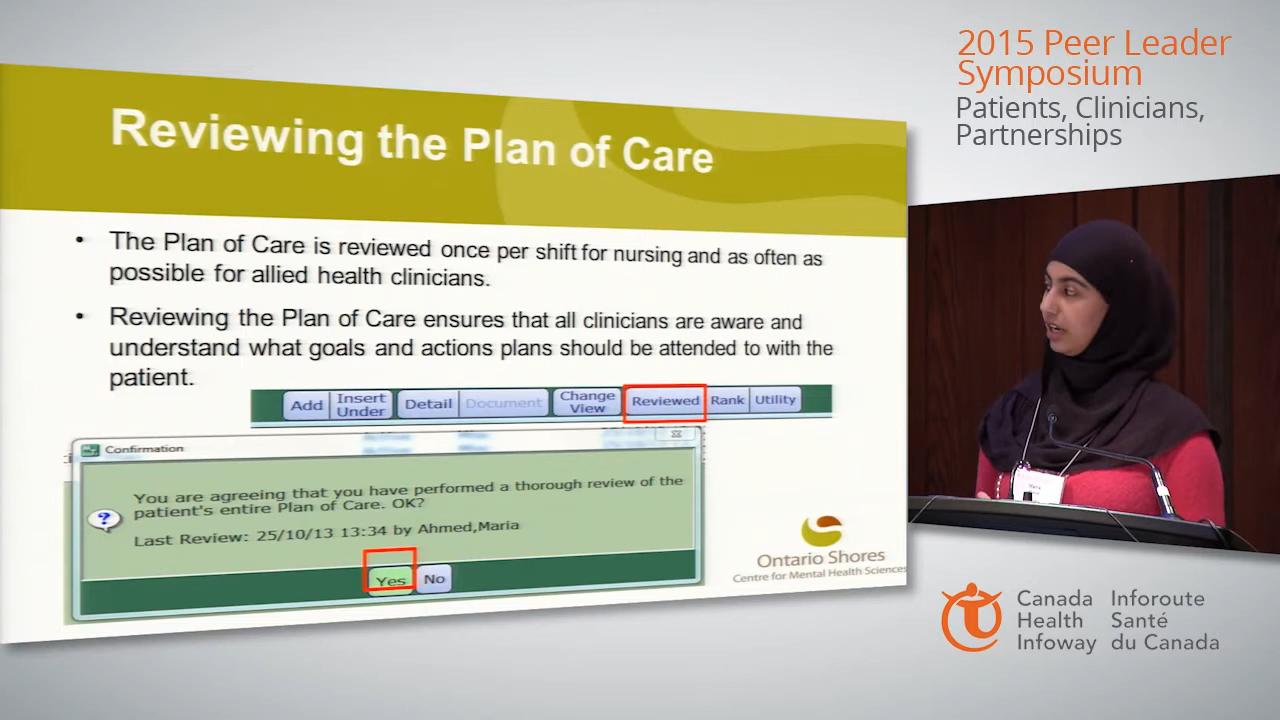 2015 Peer Leader
Symposium
Patients, Clinicians,
Partnerships
Reviewing the Plan of Care
• The Plan of Care is reviewed once per shift for nursing and as often as
possible for allied health clinicians.
• Reviewing the Plan of Care ensures that all clinicians are aware and
understand what goals and actions plans should be attended to with the
patient.
Add Insert Under Detail Document Change View Reviewed Rank Utility
Confirmation
You are agreeing that you have performed a thorough review of the
patient's entire Plan of Care. OK?
Last Review: 25/10/13 13:34 by Ahmed,Maria
Yes No
Ontario Shores
Centre for Mental Health Sciences
Canada Inforoute
Health Santé
Infoway du Canada